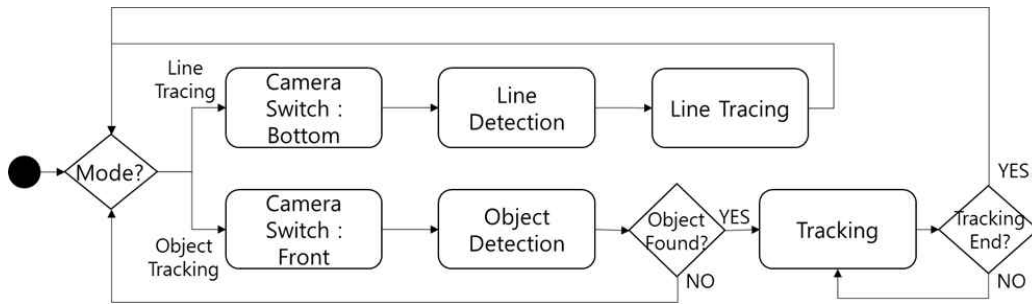 Line
Tracing
Camera
Switch :
Bottom
Line
Detection
Line Tracing
Mode?
Object
Tracking
Camera
Switch :
Front
Object
Detection
Object
Found?
YES
NO
Tracking
Tracking
End?
YES
NO